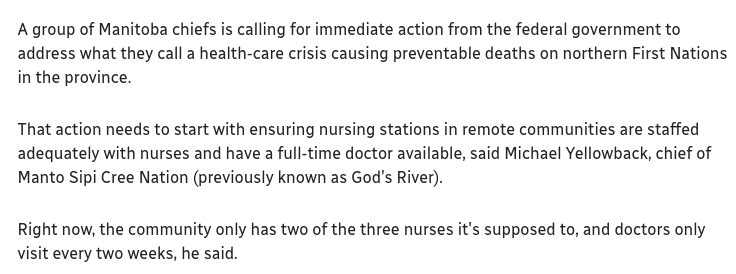 A group of Manitoba chiefs is calling for immediate action from the federal government to
address what they call a health-care crisis causing preventable deaths on northern First Nations
in the province.
That action needs to start with ensuring nursing stations in remote communities are staffed
adequately with nurses and have a full-time doctor available, said Michael Yellowback, chief of
Manto Sipi Cree Nation (previously known as God's River).
Right now, the community only has two of the three nurses it's supposed to, and doctors only
visit every two weeks, he said.